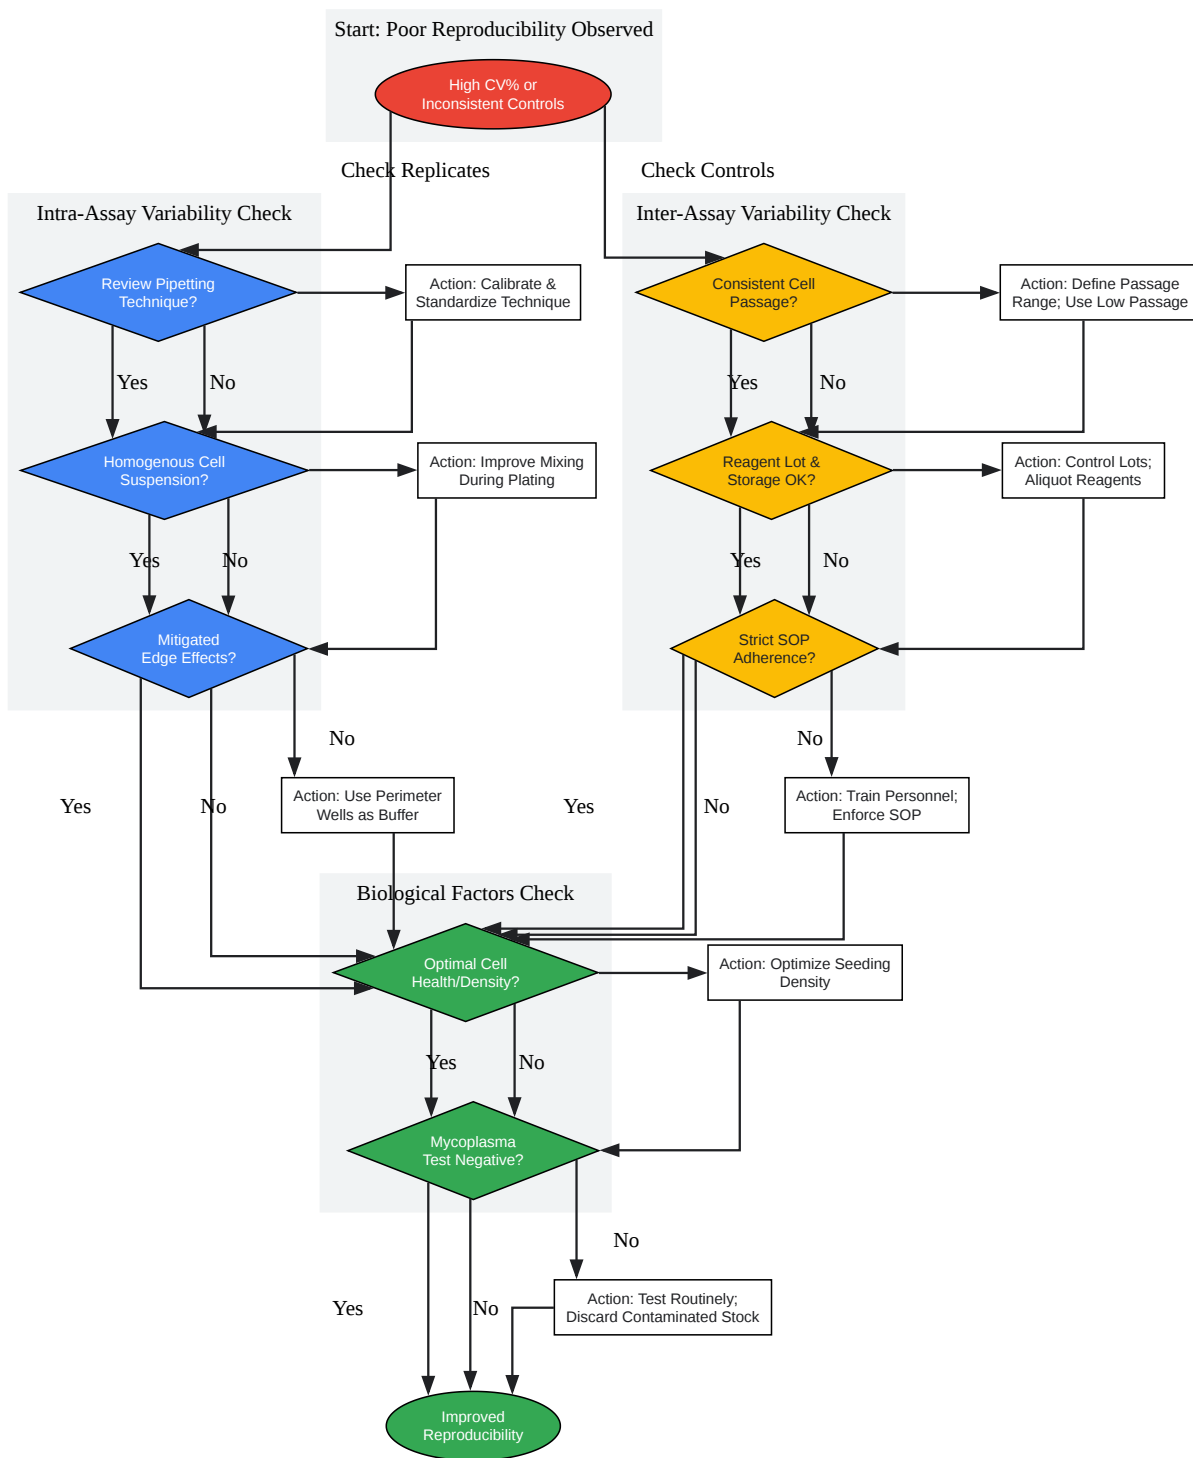 Start: Poor Reproducibility Observed
High CV% or
Inconsistent Controls
Check Replicates
Check Controls
Intra-Assay Variability Check
Inter-Assay Variability Check
Review Pipetting
Technique?
Action: Calibrate &
Standardize Technique
Consistent Cell
Passage?
Action: Define Passage
Range; Use Low Passage
Yes
No
Yes
No
Homogenous Cell
Suspension?
Action: Improve Mixing
During Plating
Reagent Lot &
Storage OK?
Action: Control Lots;
Aliquot Reagents
Yes
No
Yes
No
Mitigated
Edge Effects?
Strict SOP
Adherence?
No
No
Yes
No
Action: Use Perimeter
Wells as Buffer
Yes
No
Action: Train Personnel;
Enforce SOP
Biological Factors Check
Optimal Cell
Health/Density?
Action: Optimize Seeding
Density
Yes
No
Mycoplasma
Test Negative?
No
Yes
No
Action: Test Routinely;
Discard Contaminated Stock
Improved
Reproducibility